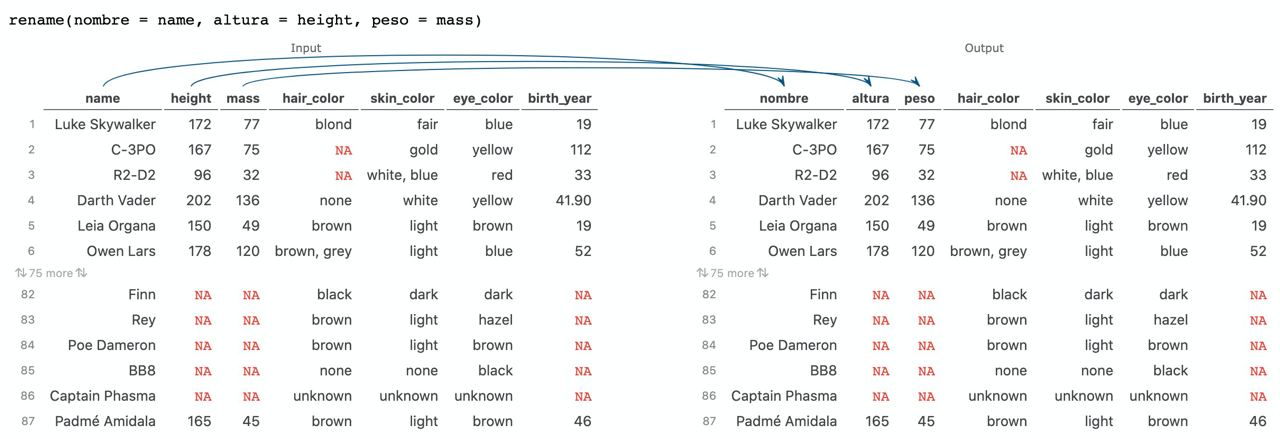 rename(nombre = name, altura = height, peso = mass)
Input Output
name height mass hair_color skin_color eye_color birth_year nombre altura peso hair_color skin_color eye_color birth_year
1 Luke Skywalker 172 77 blond fair blue 19 1 Luke Skywalker 172 77 blond fair blue 19
2 C-3PO 167 75 NA gold yellow 112 2 C-3PO 167 75 NA gold yellow 112
3 R2-D2 96 32 NA white, blue red 33 3 R2-D2 96 32 NA white, blue red 33
4 Darth Vader 202 136 none white yellow 41.90 4 Darth Vader 202 136 none white yellow 41.90
5 Leia Organa 150 49 brown light brown 19 5 Leia Organa 150 49 brown light brown 19
6 Owen Lars 178 120 brown, grey light blue 52 6 Owen Lars 178 120 brown, grey light blue 52
⇅75 more⇅ ⇅75 more⇅
82 Finn NA NA black dark dark NA 82 Finn NA NA black dark dark NA
83 Rey NA NA brown light hazel NA 83 Rey NA NA brown light hazel NA
84 Poe Dameron NA NA brown light brown NA 84 Poe Dameron NA NA brown light brown NA
85 BB8 NA NA none none black NA 85 BB8 NA NA none none black NA
86 Captain Phasma NA NA unknown unknown unknown NA 86 Captain Phasma NA NA unknown unknown unknown NA
87 Padmé Amidala 165 45 brown light brown 46 87 Padmé Amidala 165 45 brown light brown 46